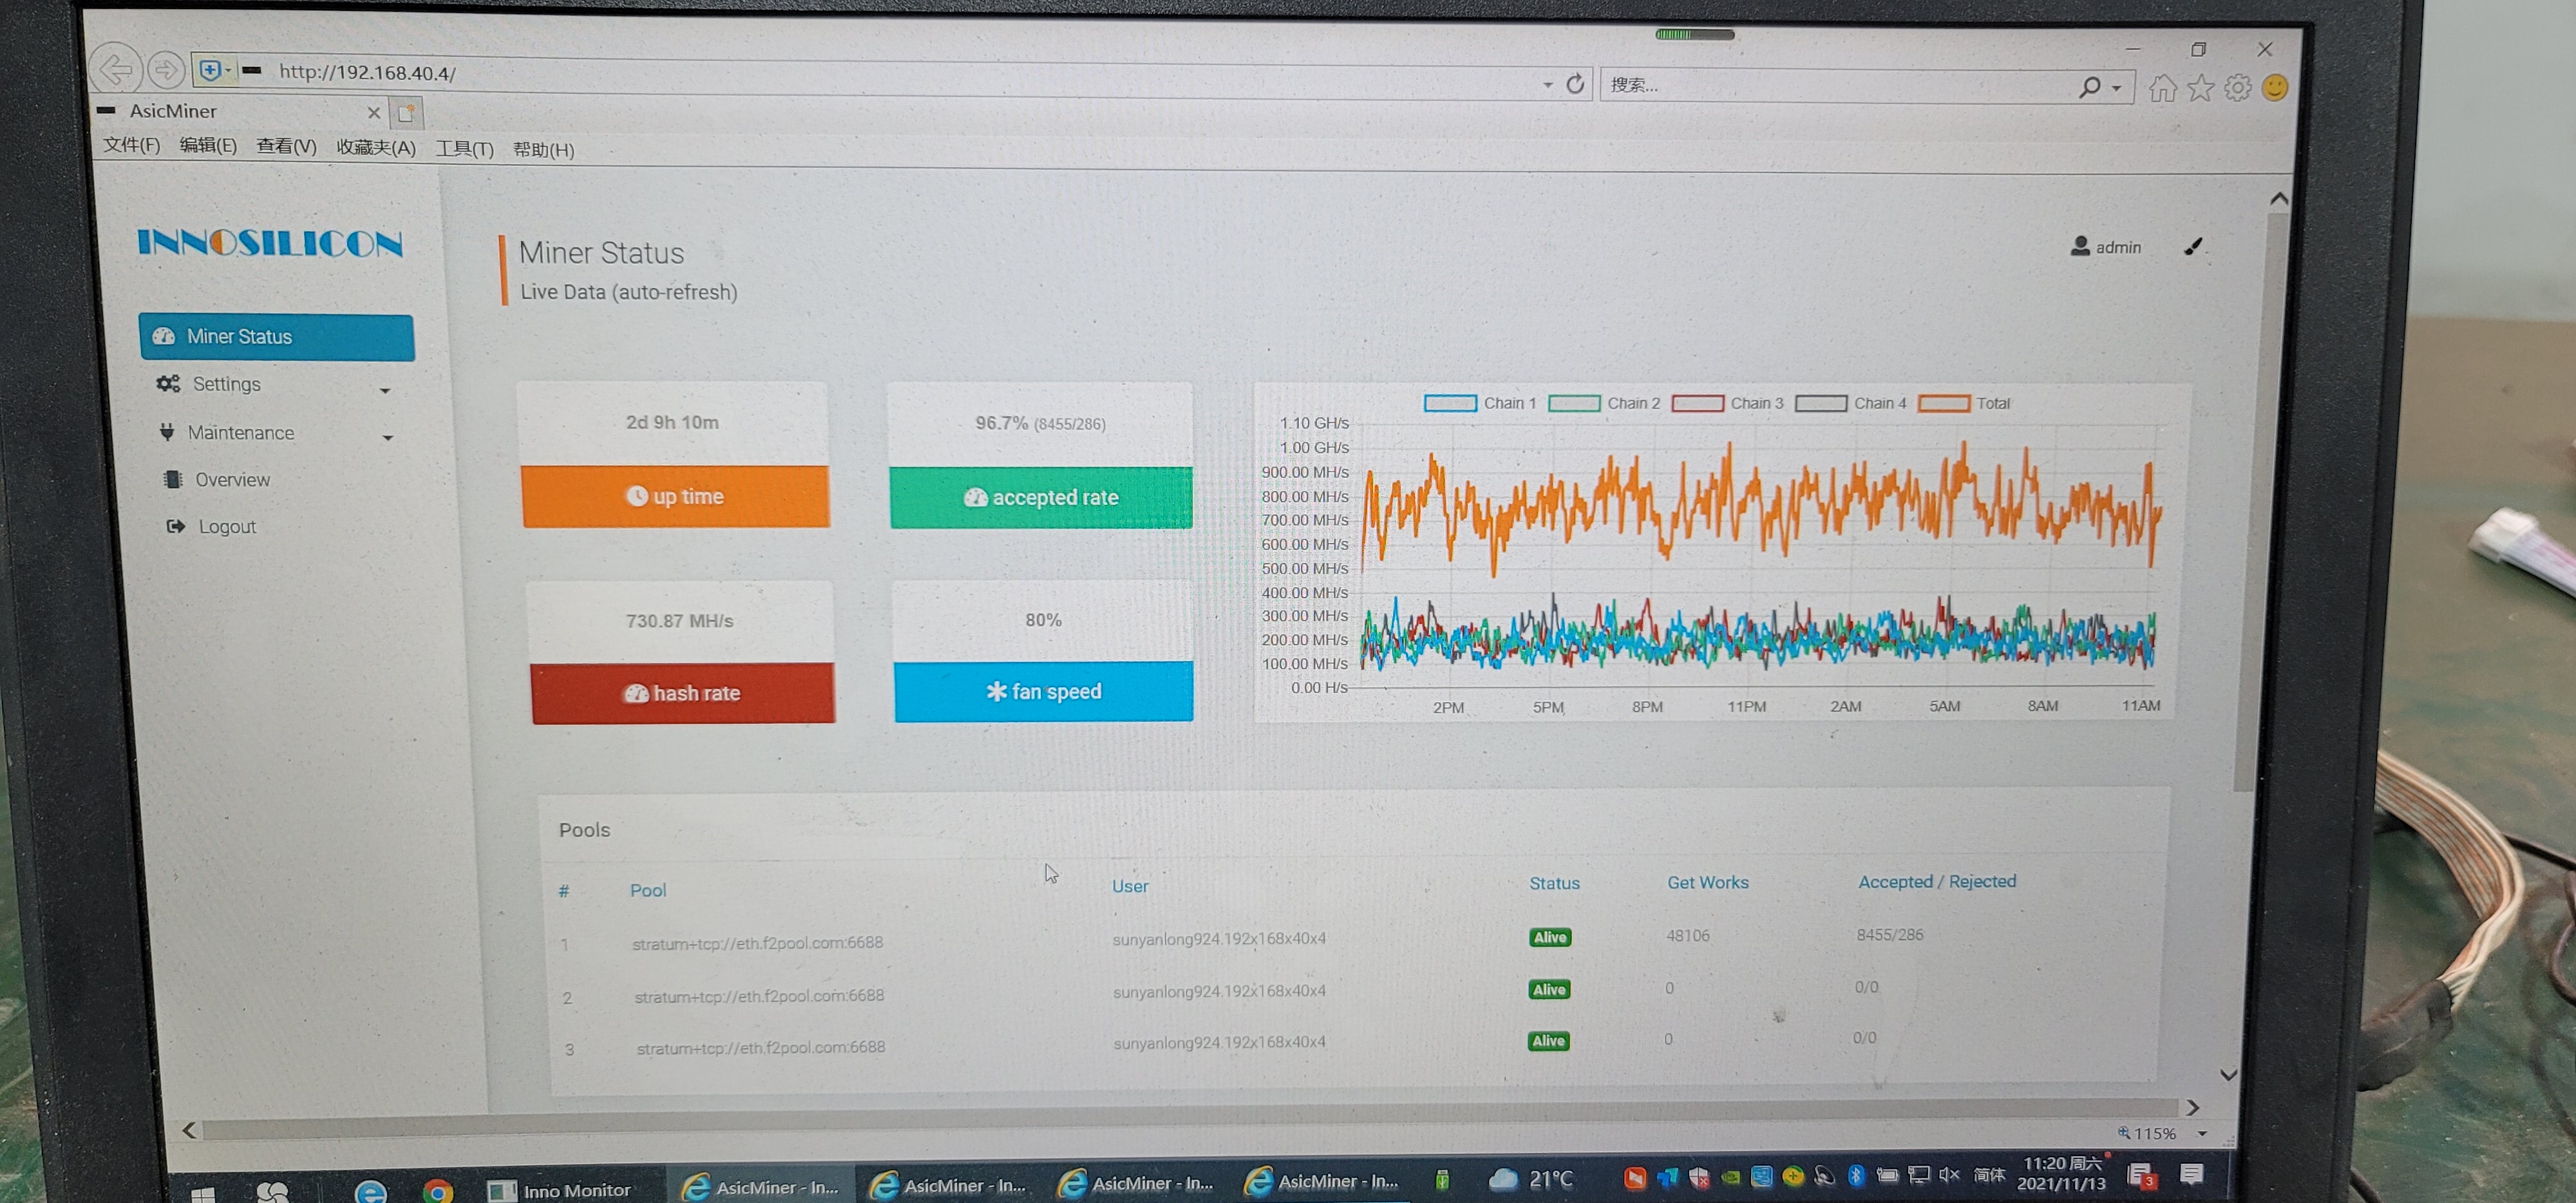 http://192.168.40.4/
搜索...
AsicMiner
文件(F) 编辑(E) 查看(V) 收藏夹(A) 工具(T) 帮助(H)
INNOSILICON
Miner Status
Live Data (auto-refresh)
admin
Miner Status
Settings
Maintenance
Overview
Logout
2d 9h 10m
up time
96.7% (8455/286)
accepted rate
730.87 MH/s
hash rate
80%
fan speed
Chain 1 Chain 2 Chain 3 Chain 4 Total
1.10 GH/s
1.00 GH/s
900.00 MH/s
800.00 MH/s
700.00 MH/s
600.00 MH/s
500.00 MH/s
400.00 MH/s
300.00 MH/s
200.00 MH/s
100.00 MH/s
0.00 H/s
2PM 5PM 8PM 11PM 2AM 5AM 8AM 11AM
Pools
# Pool User Status Get Works Accepted / Rejected
1 stratum+tcp://eth.f2pool.com:6688 sunyanlong924.192x168x40x4 Alive 48106 8455/286
2 stratum+tcp://eth.f2pool.com:6688 sunyanlong924.192x168x40x4 Alive 0 0/0
3 stratum+tcp://eth.f2pool.com:6688 sunyanlong924.192x168x40x4 Alive 0 0/0
115%
Inno Monitor AsicMiner - In... AsicMiner - In... AsicMiner - In... AsicMiner - In... 21°C 简体 11:20 周六 3
2021/11/13